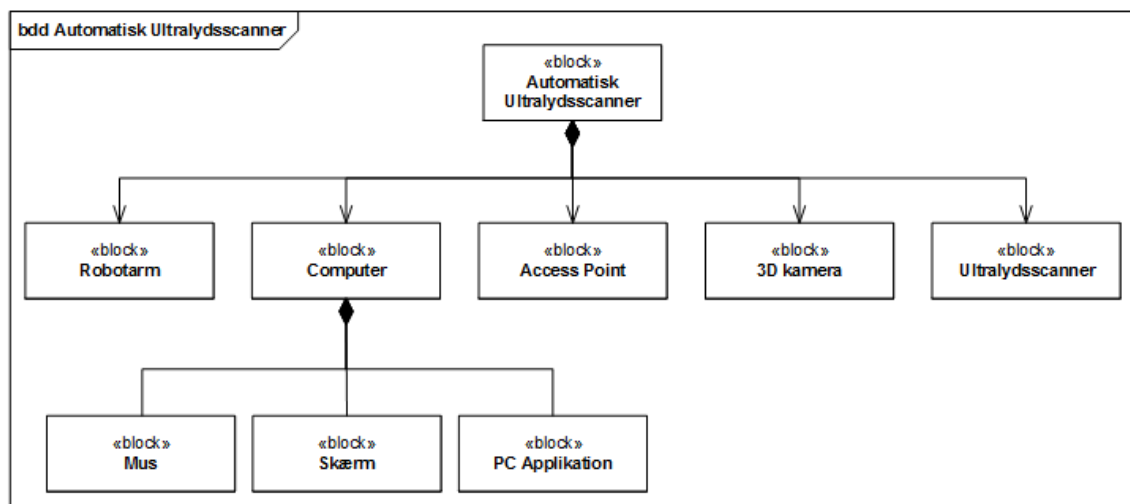 bdd Automatisk Ultralydsscanner
«block»
Automatisk
Ultralydsscanner
«block»
Robotarm
«block»
Computer
«block»
Access Point
«block»
3D kamera
«block»
Ultralydsscanner
«block»
Mus
«block»
Skærm
«block»
PC Applikation